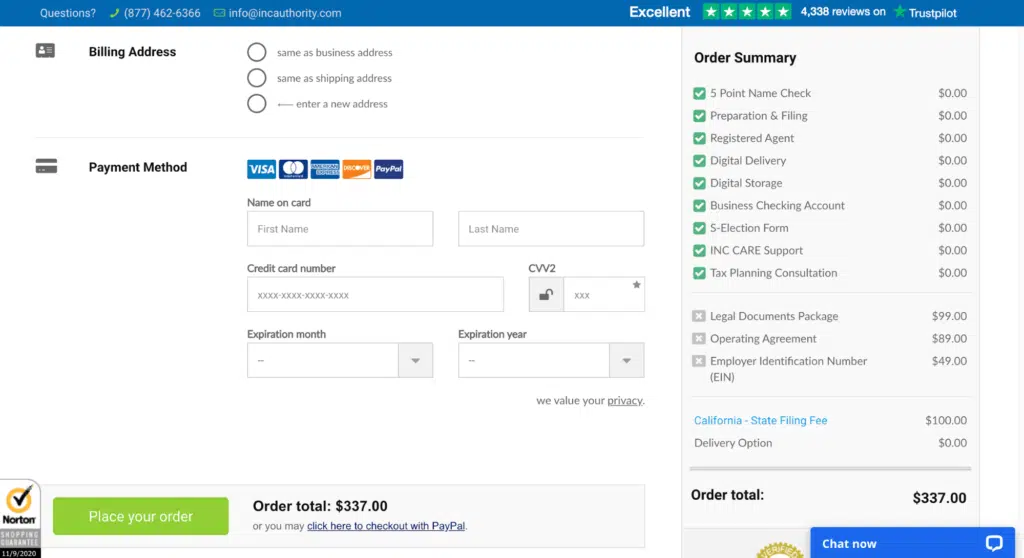 Questions? (877) 462-6366 info@incauthority.com Excellent 4,338 reviews on Trustpilot
Billing Address
same as business address
same as shipping address
enter a new address
Payment Method
VISA mastercard AMERICAN EXPRESS DISCOVER PayPal
Name on card
First Name Last Name
Credit card number CVV2
xxxx-xxxx-xxxx-xxxx xxx
Expiration month Expiration year
-- --
we value your privacy.
Order Summary
5 Point Name Check $0.00
Preparation & Filing $0.00
Registered Agent $0.00
Digital Delivery $0.00
Digital Storage $0.00
Business Checking Account $0.00
S-Election Form $0.00
INC CARE Support $0.00
Tax Planning Consultation $0.00
Legal Documents Package $99.00
Operating Agreement $89.00
Employer Identification Number $49.00
(EIN)
California - State Filing Fee $100.00
Delivery Option $0.00
Order total: $337.00
Norton
SHOPPING
GUARANTEE
11/9/2020
Place your order
Order total: $337.00
or you may click here to checkout with PayPal.
VERIFIED
Chat now